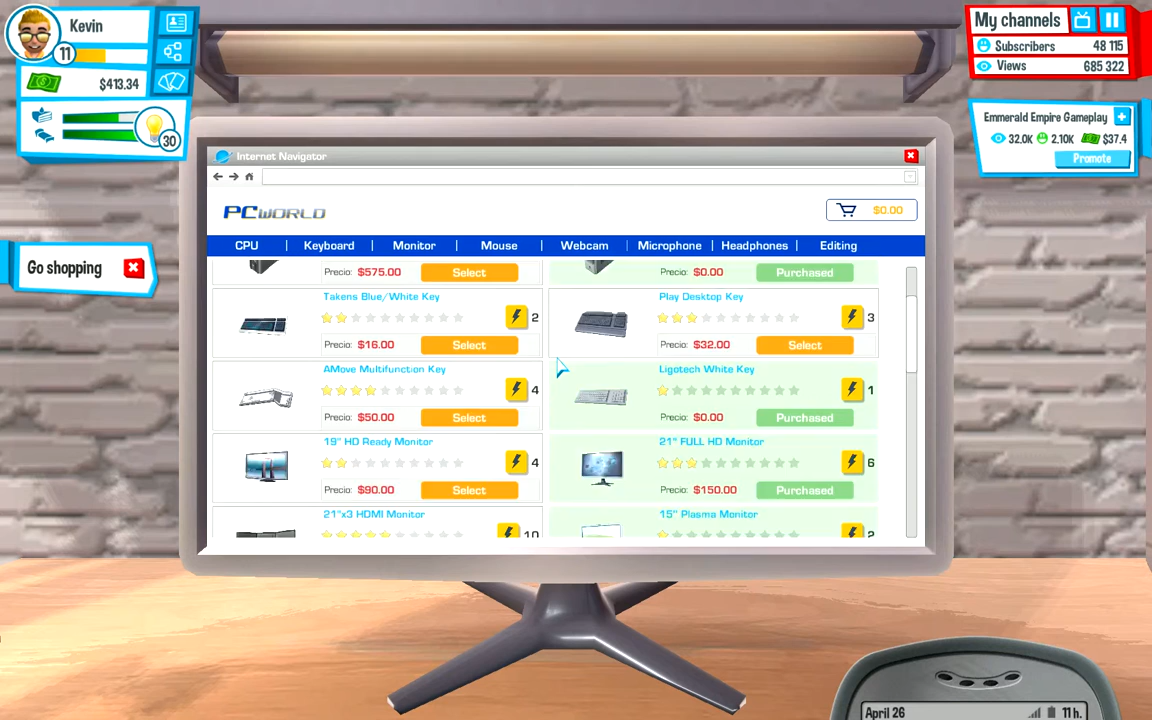 Kevin
11
$413.34
30
My channels
Subscribers 48 115
Views 685 322
Emmerald Empire Gameplay
32.0K 2.10K $37.4
Promote
Go shopping
Internet Navigator
PCWORLD
$0.00
CPU | Keyboard | Monitor | Mouse | Webcam | Microphone | Headphones | Editing
Precio: $575.00 Select
Precio: $0.00 Purchased
Takens Blue/White Key
2
Precio: $16.00 Select
Play Desktop Key
3
Precio: $32.00 Select
AMove Multifunction Key
4
Precio: $50.00 Select
Ligotech White Key
1
Precio: $0.00 Purchased
19" HD Ready Monitor
4
Precio: $90.00 Select
21" FULL HD Monitor
6
Precio: $150.00 Purchased
21"x3 HDMI Monitor
10
15" Plasma Monitor
2
April 26 11 h.